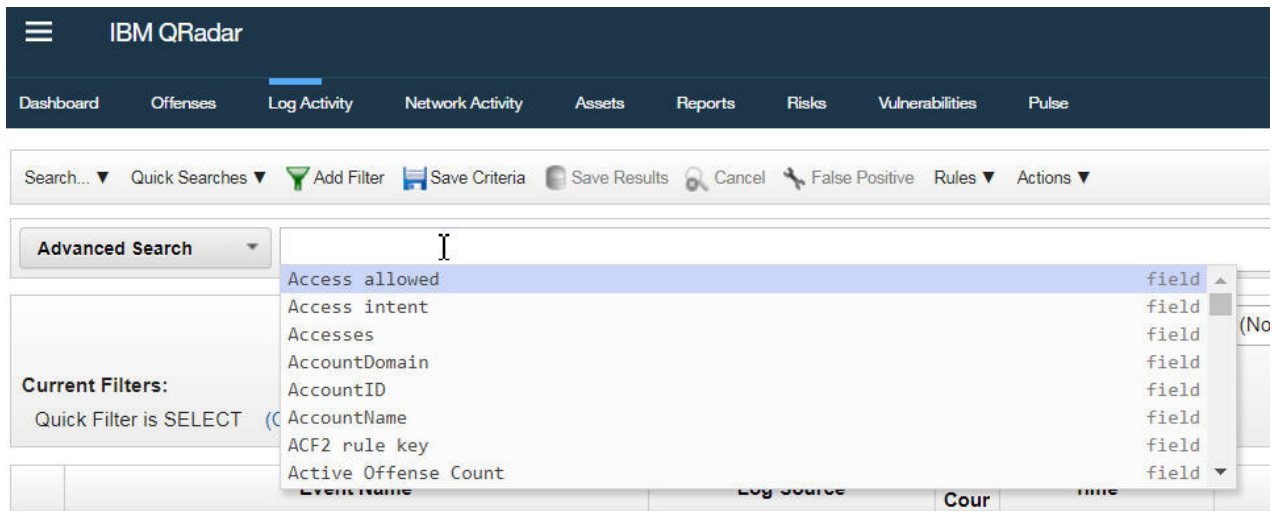 IBM QRadar
Dashboard Offenses Log Activity Network Activity Assets Reports Risks Vulnerabilities Pulse
Search... ▼ Quick Searches ▼ Add Filter Save Criteria Save Results Cancel False Positive Rules ▼ Actions ▼
Advanced Search
Access allowed field
Access intent field
Accesses field
(No
AccountDomain field
Current Filters:
AccountID field
Quick Filter is SELECT (C
AccountName field
ACF2 rule key field
Active Offense Count field
Event Name Log Source Time
Cour